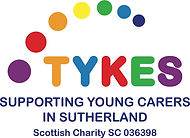 TYKES
SUPPORTING YOUNG CARERS
IN SUTHERLAND
Scottish Charity SC 036398